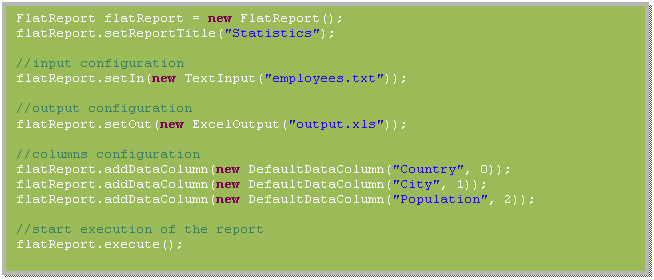 FlatReport flatReport = new FlatReport();
flatReport.setReportTitle("Statistics");
//input configuration
flatReport.setIn(new TextInput("employees.txt"));
//output configuration
flatReport.setOut(new ExcelOutput("output.xls"));
//columns configuration
flatReport.addDataColumn(new DefaultDataColumn("Country", 0));
flatReport.addDataColumn(new DefaultDataColumn("City", 1));
flatReport.addDataColumn(new DefaultDataColumn("Population", 2));
//start execution of the report
flatReport.execute();